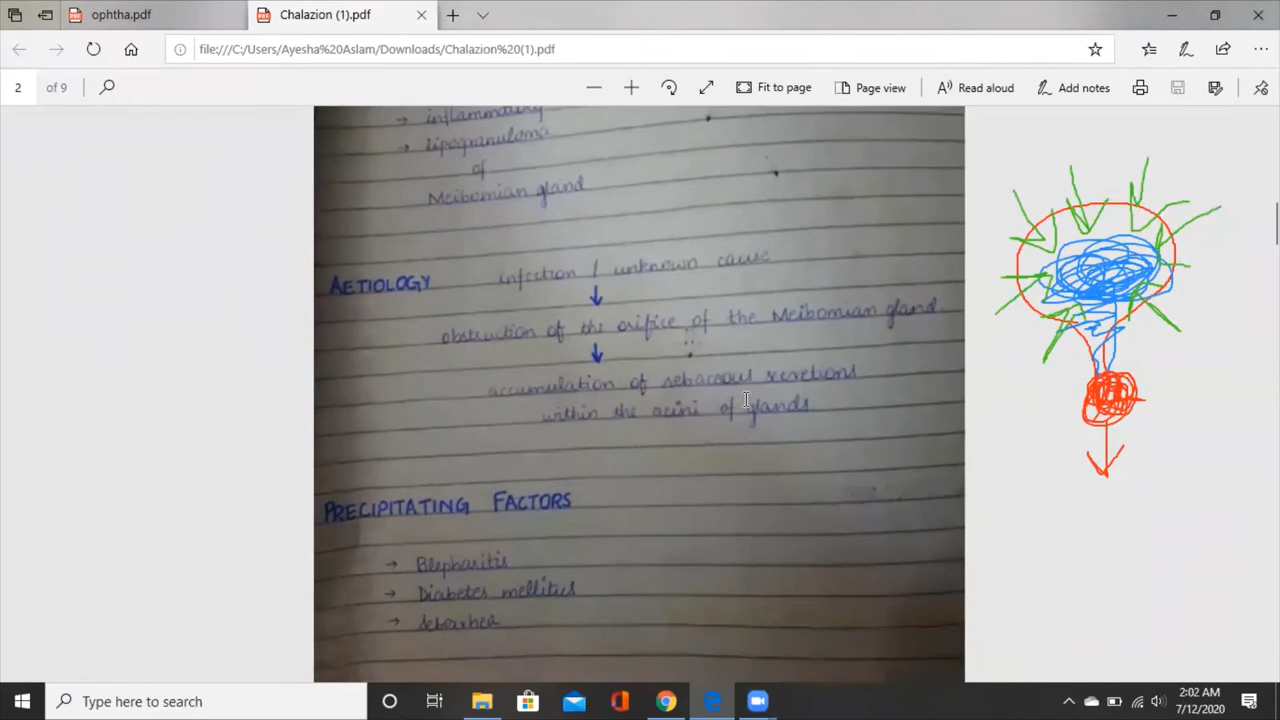 ophtha.pdf
Chalazion (1).pdf
file:///C:/Users/Ayesha%20Aslam/Downloads/Chalazion%20(1).pdf
2 of 9
Fit to page
Page view
Read aloud
Add notes
→ inflammatory
→ lipogranuloma
of
Meibomian gland
AETIOLOGY infection / unknown cause
↓
obstruction of the orifice of the Meibomian gland
↓
accumulation of sebaceous secretions
within the acini of glands.
PRECIPITATING FACTORS
→ Blepharitis
→ Diabetes mellitus
→ seborrhea
Type here to search
2:02 AM
7/12/2020